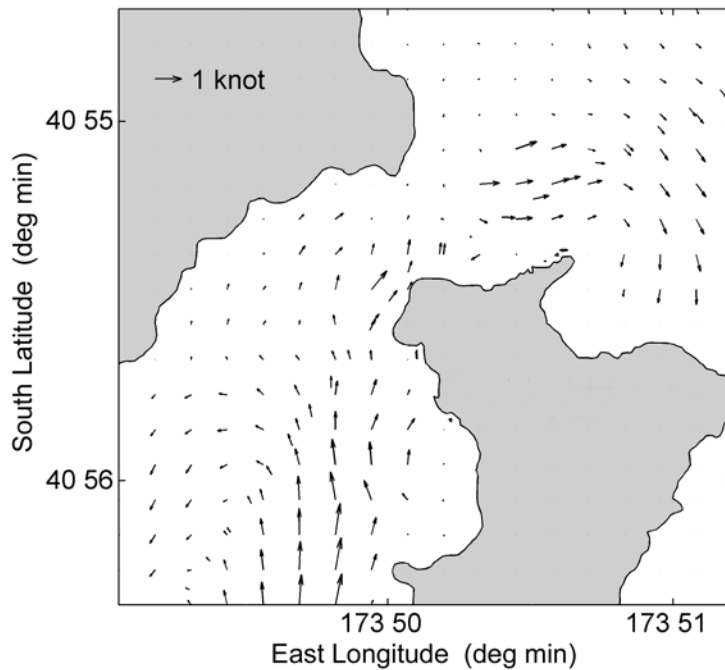 1 knot
40 55
South Latitude (deg min)
40 56
173 50
173 51
East Longitude (deg min)